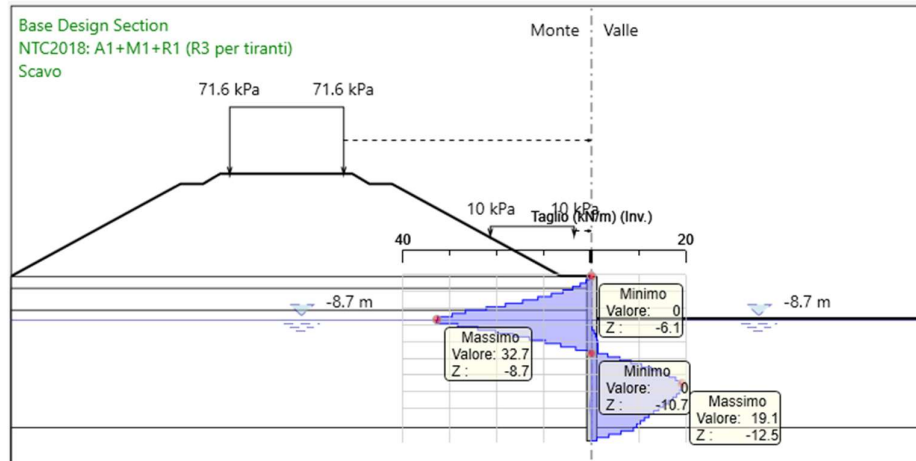 Base Design Section
NTC2018: A1+M1+R1 (R3 per tiranti)
Scavo
Monte Valle
71.6 kPa 71.6 kPa
10 kPa 10 kPa
Taglio (kN/m) (Inv.)
40 20
-8.7 m -8.7 m
Minimo
Valore: 0
Z : -6.1
Massimo
Valore: 32.7
Z : -8.7
Minimo
0
Z : -10.7
Massimo
Valore: 19.1
Z : -12.5